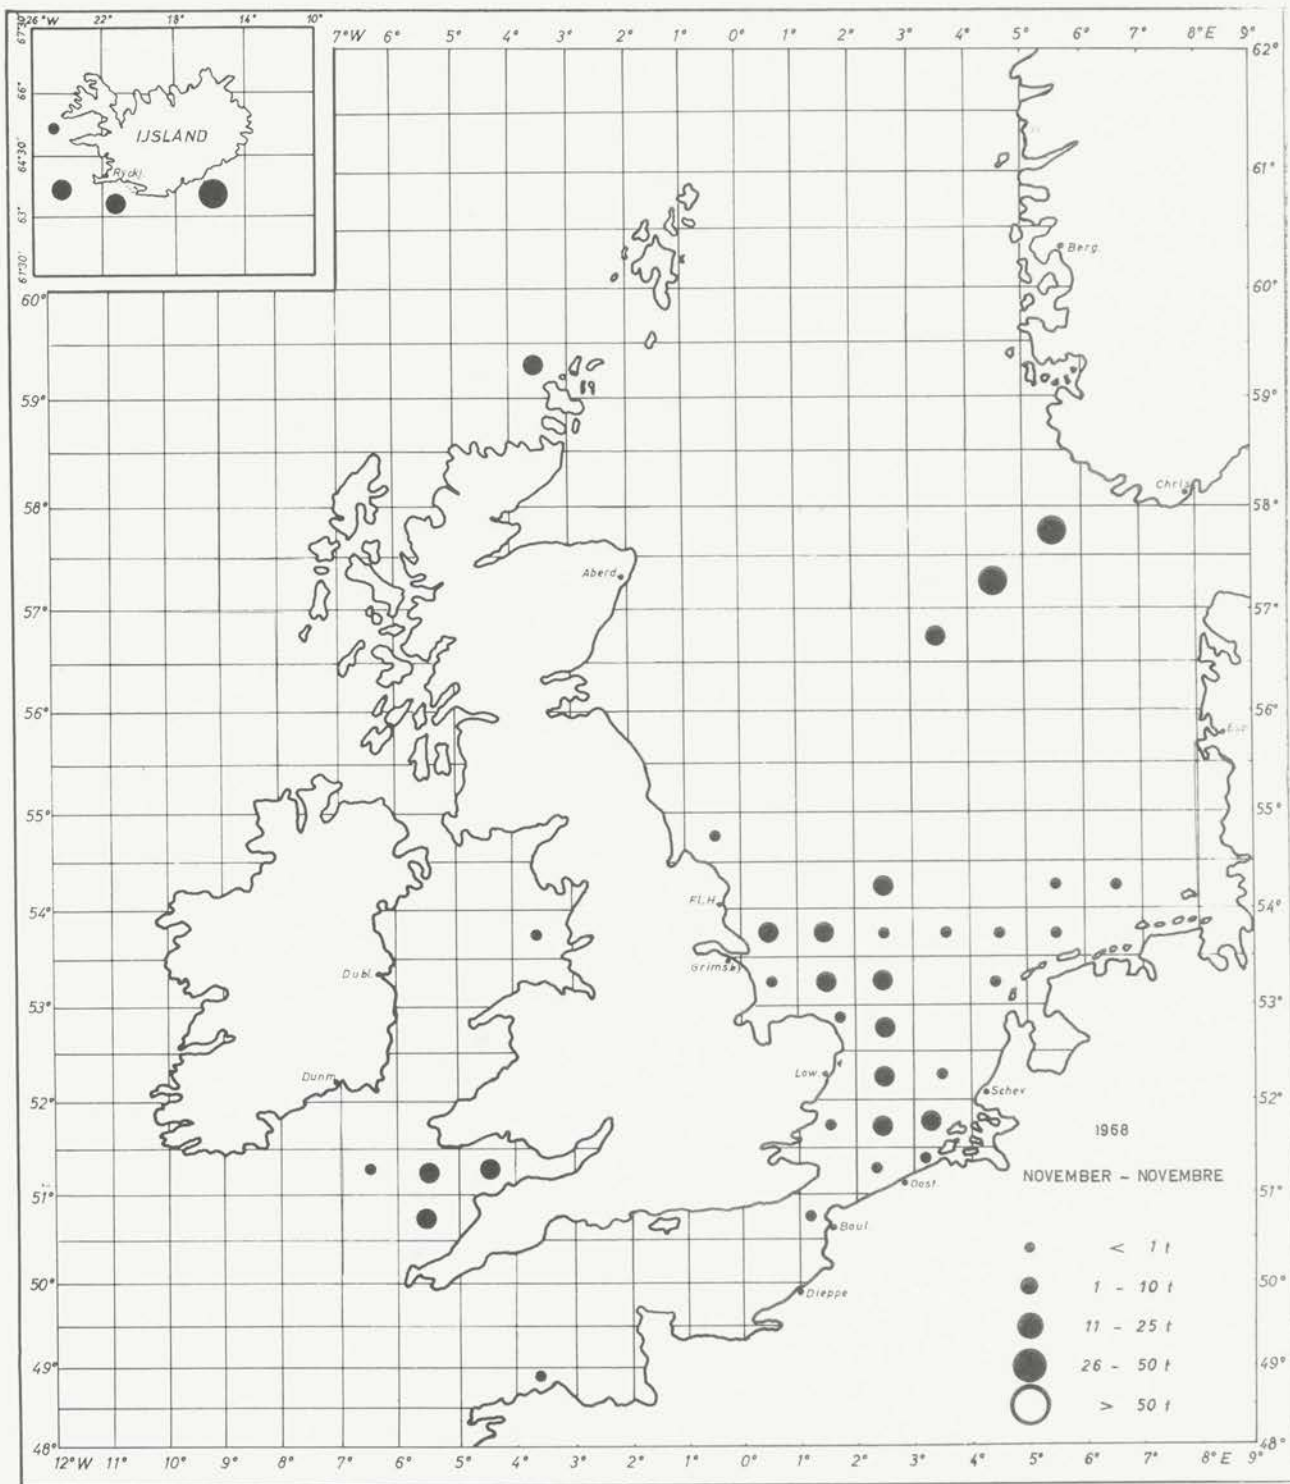 26°W 22° 18° 14° 10°
67°30'
66°
64°30'
63°
61°30'
IJSLAND
Ryckj.
7°W 6° 5° 4° 3° 2° 1° 0° 1° 2° 3° 4° 5° 6° 7° 8°E 9°
62°
61°
60° 60°
59° 59°
58° 58°
57° 57°
56° 56°
55° 55°
54° 54°
53° 53°
52° 52°
51° 51°
50° 50°
49° 49°
48° 48°
Berg.
Chris.
Aberd.
Fl.H.
Grimsb
Dubl.
Dunm.
Low.
Schev.
Oost.
Boul.
Dieppe
1968
NOVEMBER - NOVEMBRE
< 1 t
1 - 10 t
11 - 25 t
26 - 50 t
> 50 t
12°W 11° 10° 9° 8° 7° 6° 5° 4° 3° 2° 1° 0° 1° 2° 3° 4° 5° 6° 7° 8° E 9°